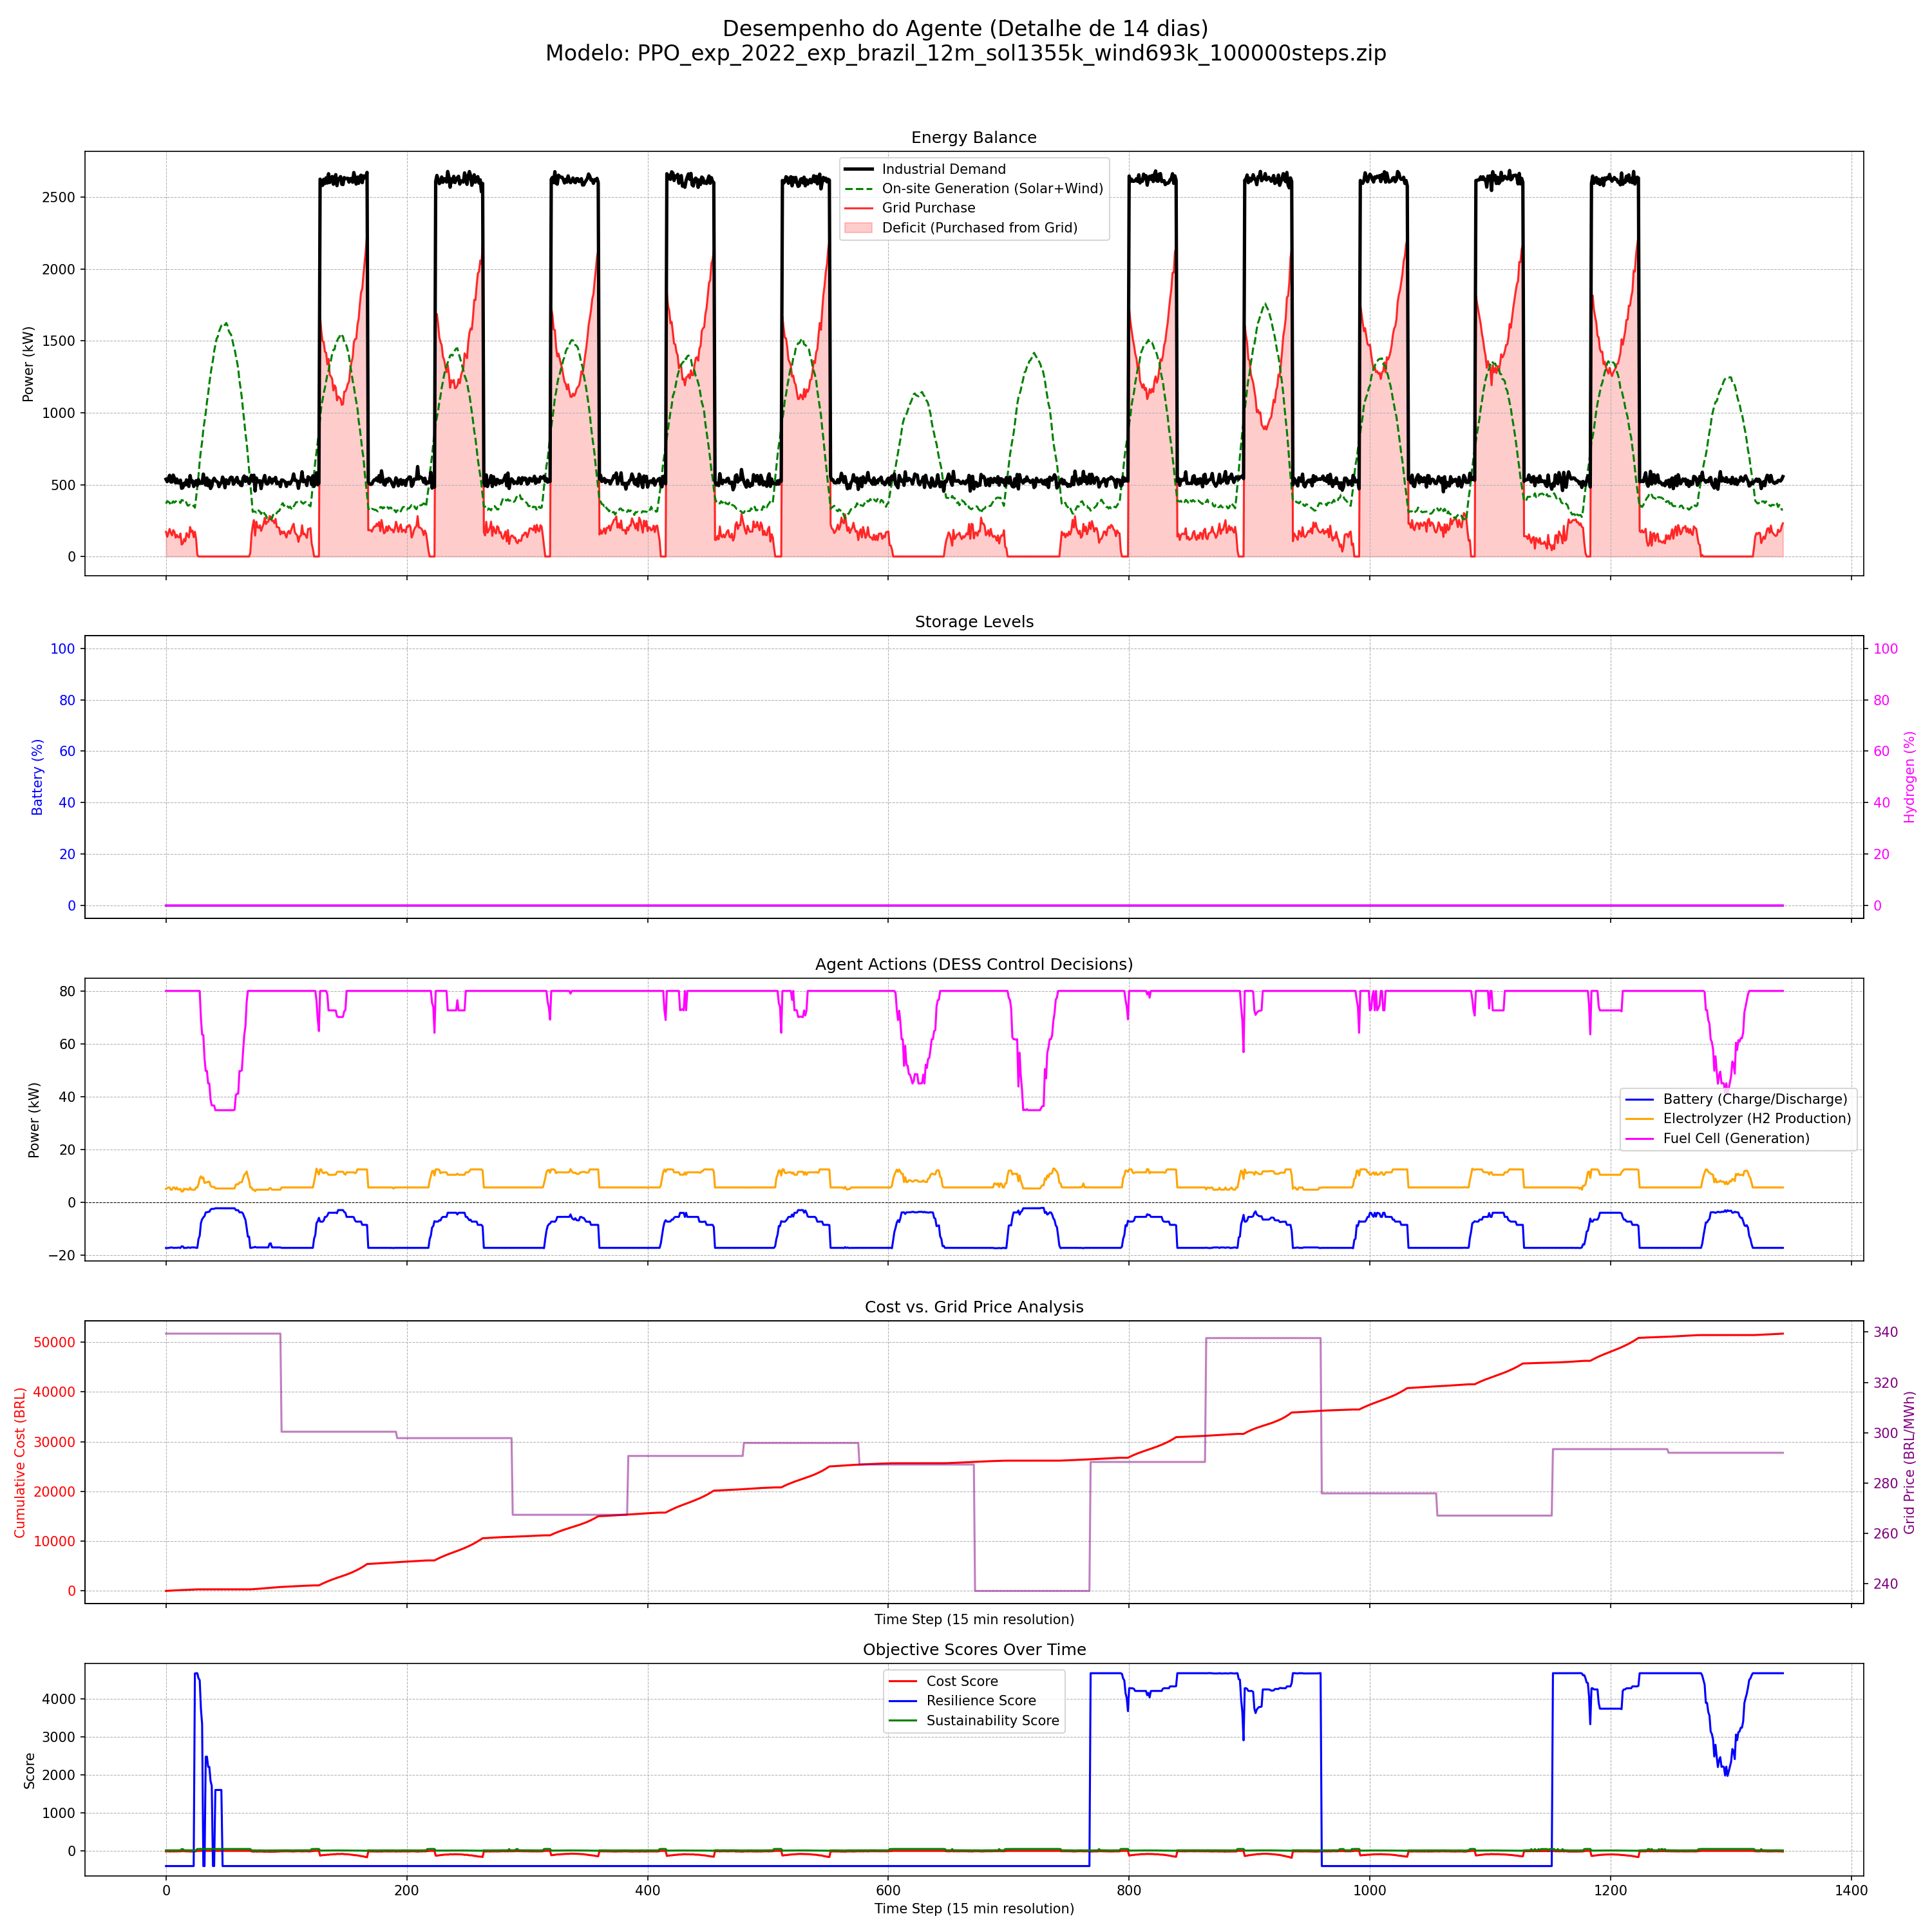 Desempenho do Agente (Detalhe de 14 dias)
Modelo: PPO_exp_2022_exp_brazil_12m_sol1355k_wind693k_100000steps.zip
Energy Balance
Industrial Demand
On-site Generation (Solar+Wind)
Grid Purchase
Deficit (Purchased from Grid)
Power (kW)
2500
2000
1500
1000
500
0
Storage Levels
Battery (%)
100
80
60
40
20
0
100
80
60
40
20
0
Hydrogen (%)
Agent Actions (DESS Control Decisions)
Power (kW)
80
60
40
20
0
−20
Battery (Charge/Discharge)
Electrolyzer (H2 Production)
Fuel Cell (Generation)
Cost vs. Grid Price Analysis
Cumulative Cost (BRL)
50000
40000
30000
20000
10000
0
340
320
300
280
260
240
Grid Price (BRL/MWh)
Time Step (15 min resolution)
Objective Scores Over Time
Cost Score
Resilience Score
Sustainability Score
Score
4000
3000
2000
1000
0
0 200 400 600 800 1000 1200 1400
Time Step (15 min resolution)